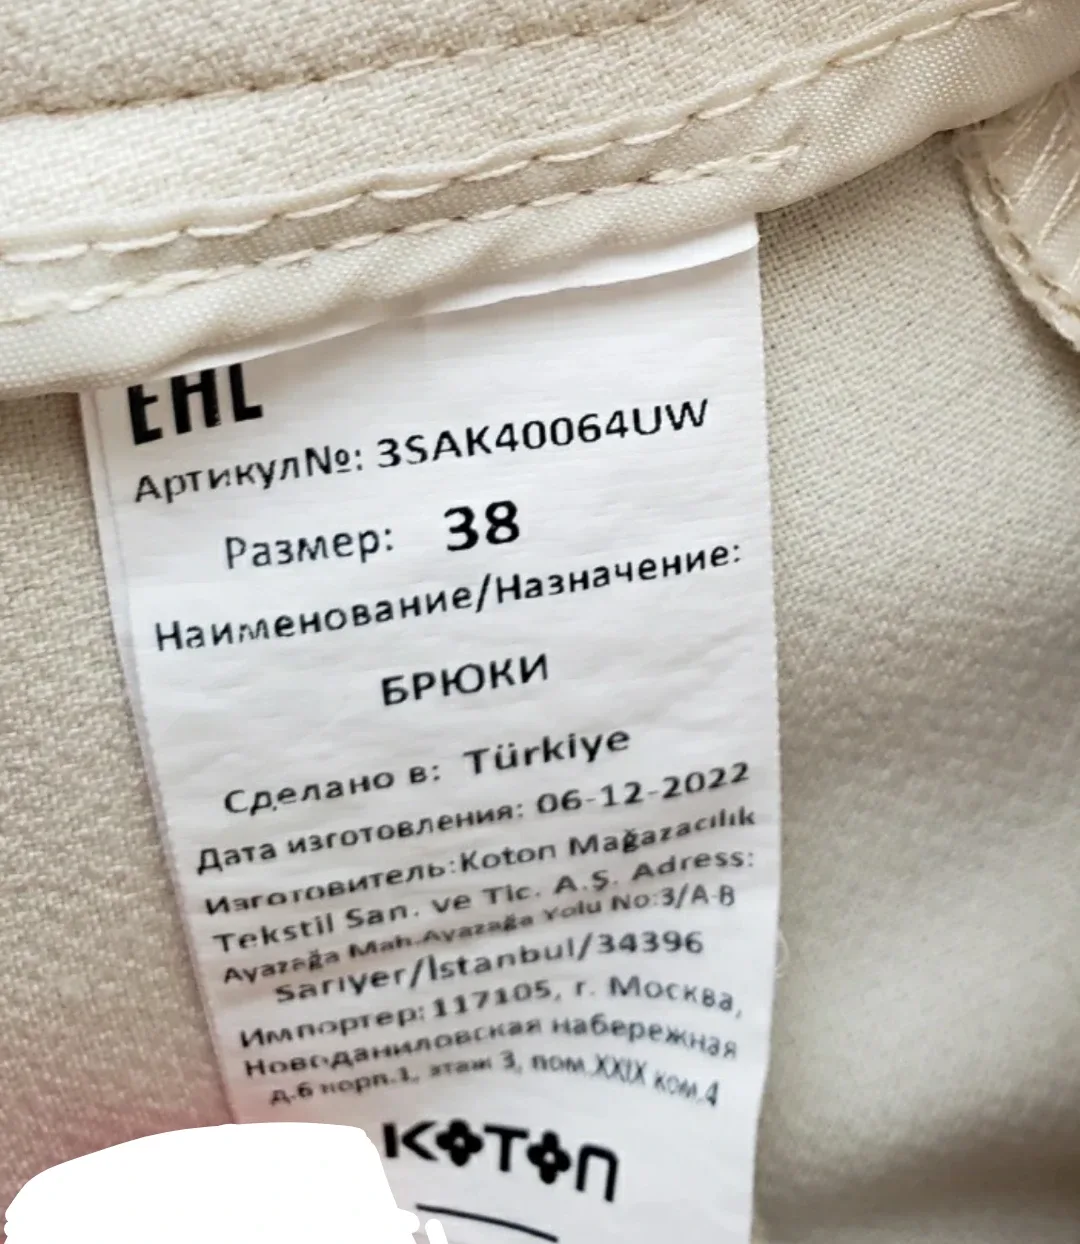 EAC
Артикул№: 3SAK40064UW
Размер: 38
Наименование/Назначение:
БРЮКИ
Сделано в: Türkiye
Дата изготовления: 06-12-2022
Изготовитель:Koton Mağazacılık
Tekstil San. ve Tic. A.Ş. Adress:
Ayazağa Mah.Ayazağa Yolu No:3/A-B
Sarıyer/İstanbul/34396
Импортер:117105, г. Москва,
Новоданиловская набережная
д.6 корп.1, этаж 3, пом.XXIX ком.4
KOTON